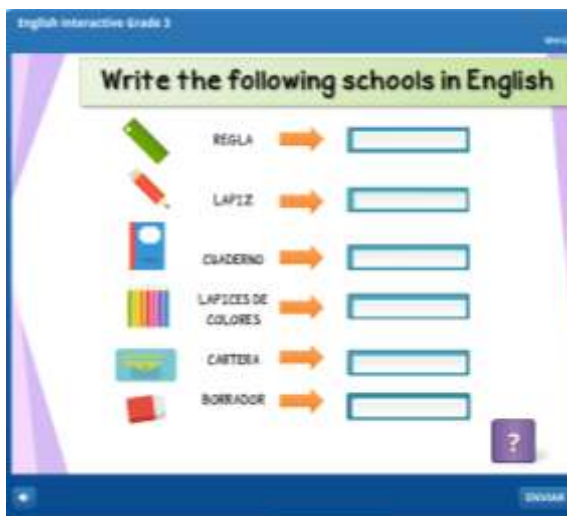 English Interactive Grade 3
Write the following schools in English
REGLA
LAPIZ
CUADERNO
LAPICES DE
COLORES
CARTERA
BORRADOR
?
ENVIAR